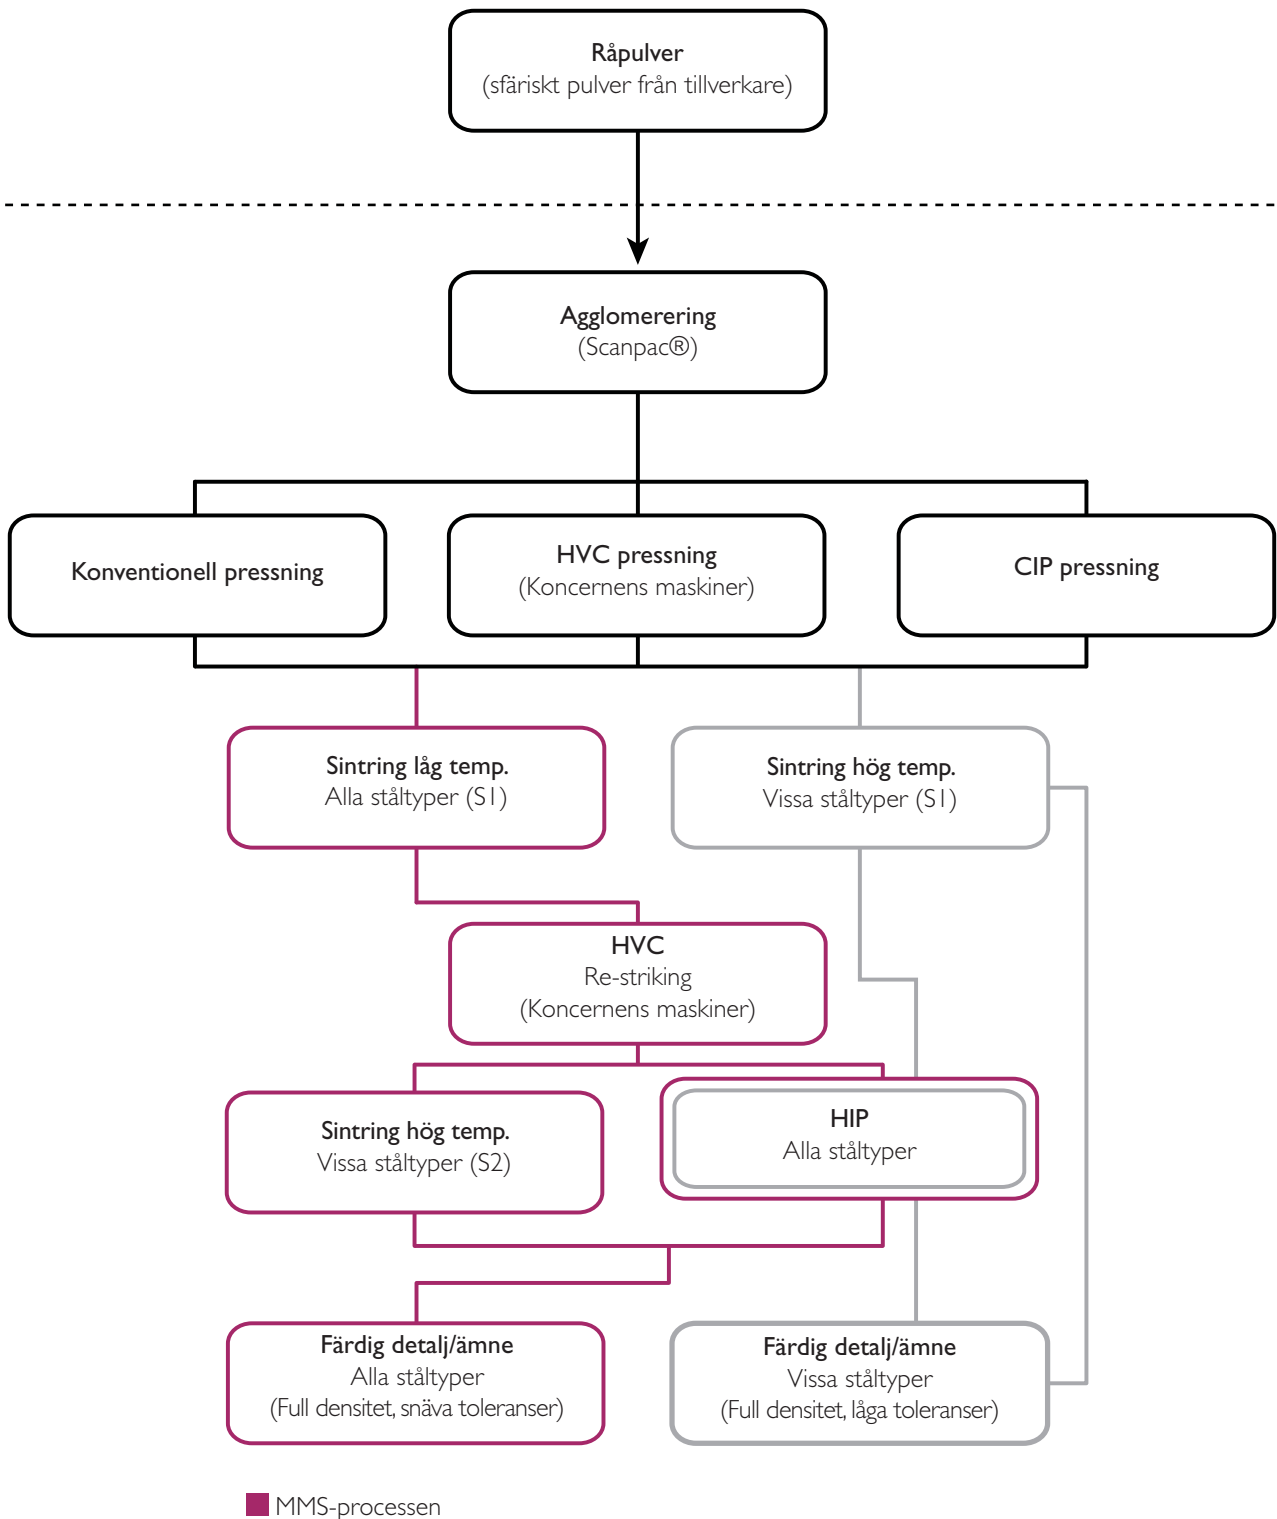 Råpulver
(sfäriskt pulver från tillverkare)
Agglomerering
(Scanpac®)
Konventionell pressning
HVC pressning
(Koncernens maskiner)
CIP pressning
Sintring låg temp.
Alla ståltyper (S1)
Sintring hög temp.
Vissa ståltyper (S1)
HVC
Re-striking
(Koncernens maskiner)
Sintring hög temp.
Vissa ståltyper (S2)
HIP
Alla ståltyper
Färdig detalj/ämne
Alla ståltyper
(Full densitet, snäva toleranser)
Färdig detalj/ämne
Vissa ståltyper
(Full densitet, låga toleranser)
MMS-processen